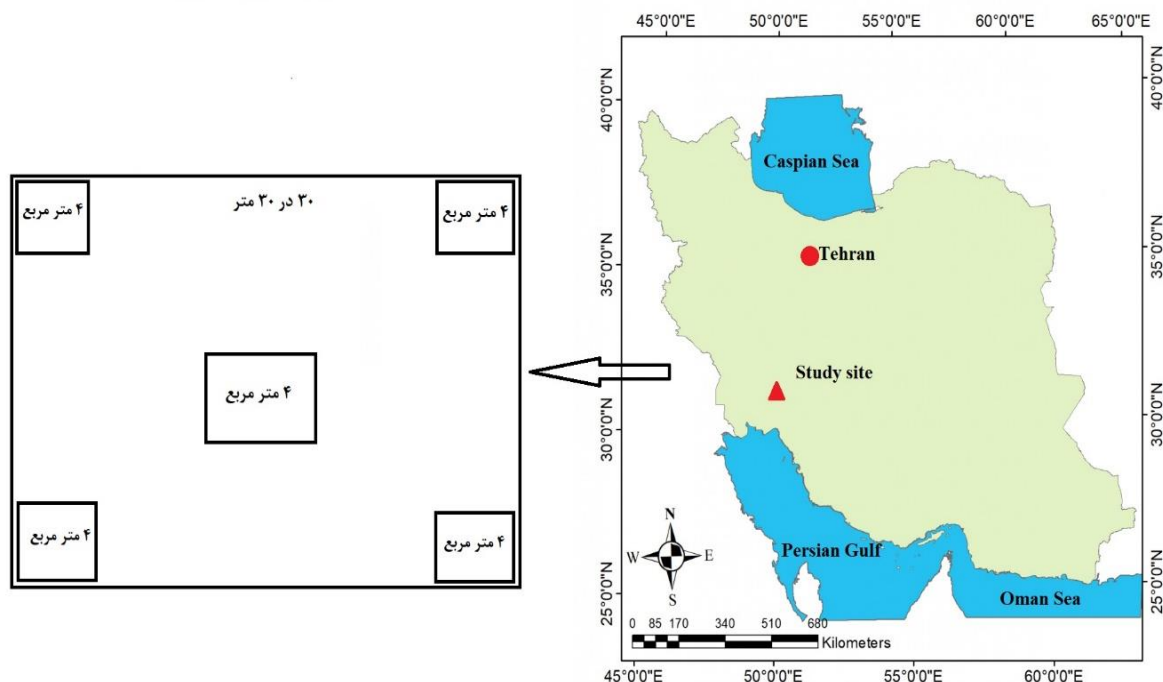 ۳۰ در ۳۰ متر
۴ متر مربع
۴ متر مربع
۴ متر مربع
۴ متر مربع
۴ متر مربع
45°0'0"E 50°0'0"E 55°0'0"E 60°0'0"E 65°0'0"E
40°0'0"N
35°0'0"N
30°0'0"N
25°0'0"N
Caspian Sea
Tehran
Study site
Persian Gulf
Oman Sea
N
W E
S
0 85 170 340 510 680
Kilometers
40°0'0"N
35°0'0"N
30°0'0"N
25°0'0"N
45°0'0"E 50°0'0"E 55°0'0"E 60°0'0"E